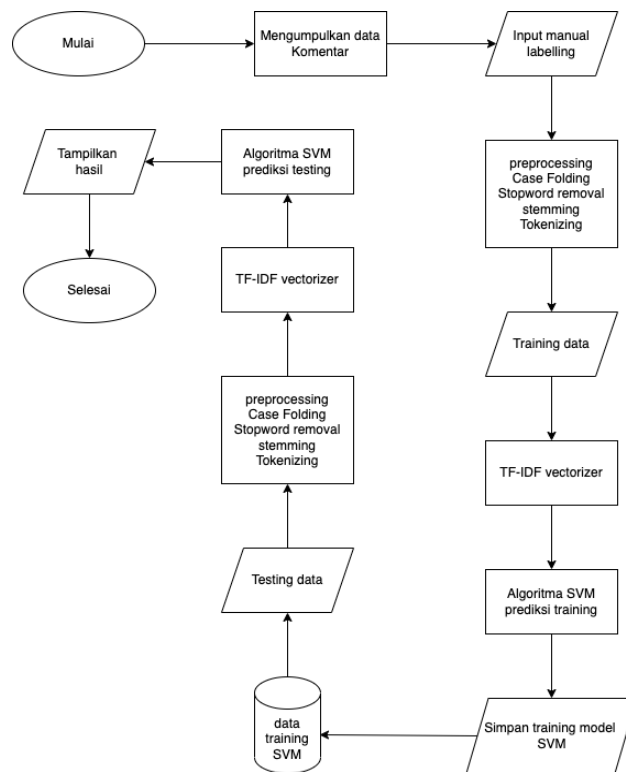 Mulai
Mengumpulkan data
Komentar
Input manual
labelling
preprocessing
Case Folding
Stopword removal
stemming
Tokenizing
Training data
TF-IDF vectorizer
Algoritma SVM
prediksi training
Simpan training model
SVM
data
training
SVM
Testing data
preprocessing
Case Folding
Stopword removal
stemming
Tokenizing
TF-IDF vectorizer
Algoritma SVM
prediksi testing
Tampilkan
hasil
Selesai